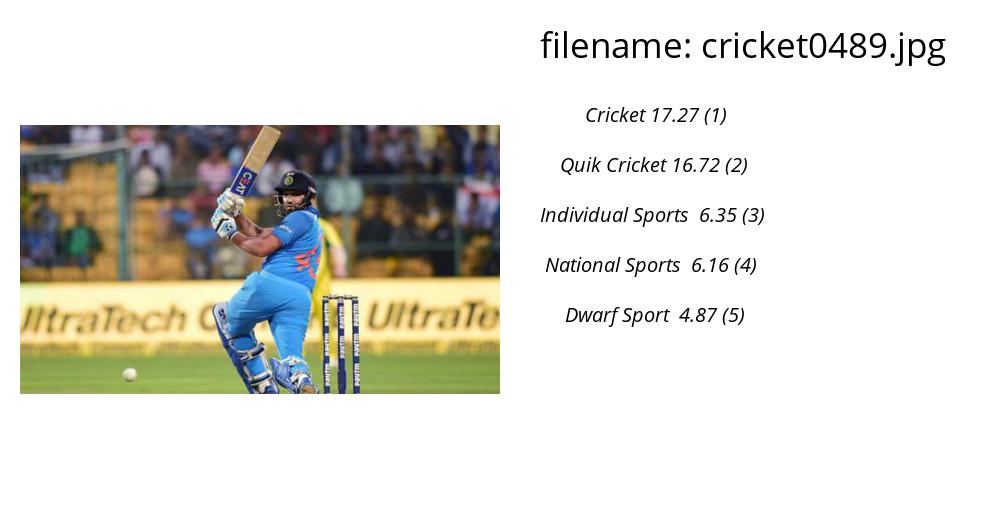 filename: cricket0489.jpg
Cricket 17.27 (1)
Quik Cricket 16.72 (2)
Individual Sports 6.35 (3)
National Sports 6.16 (4)
Dwarf Sport 4.87 (5)
CEAT
UltraTech
UltraTe
paytm
paytm
paytm